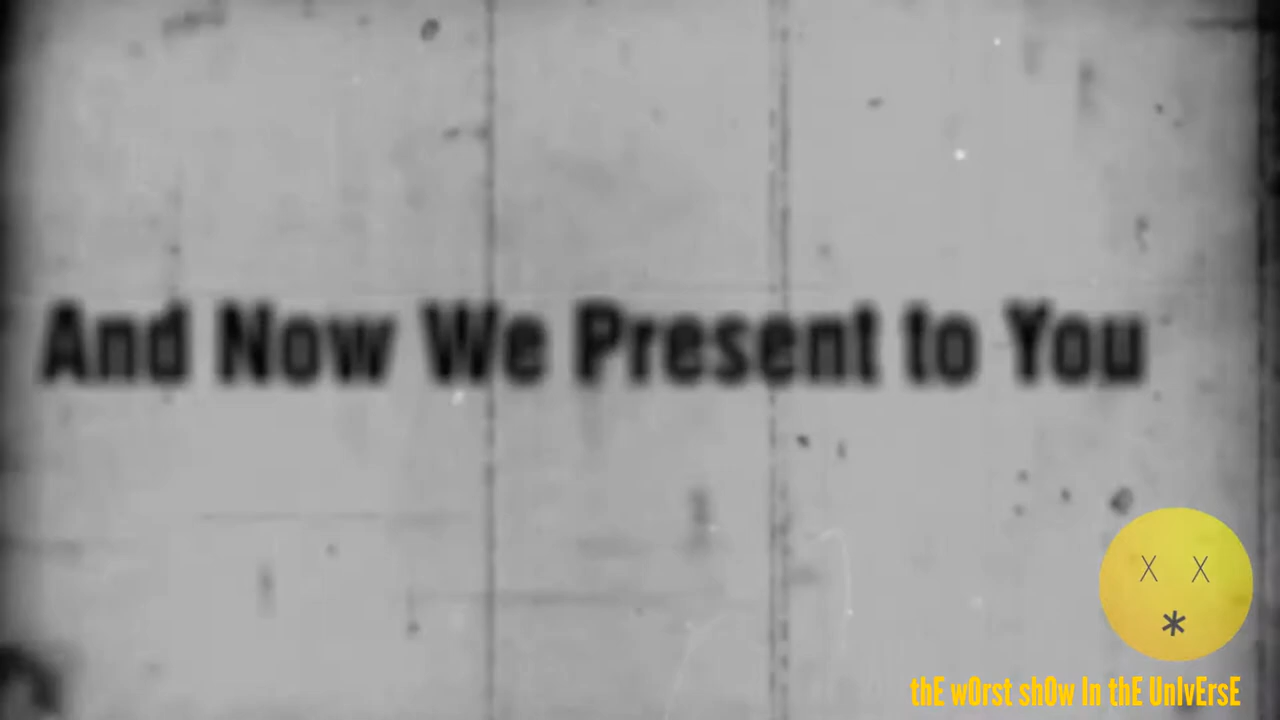 And Now We Present to You
X X
*
thE wOrst shOw In thE UnIvErsE